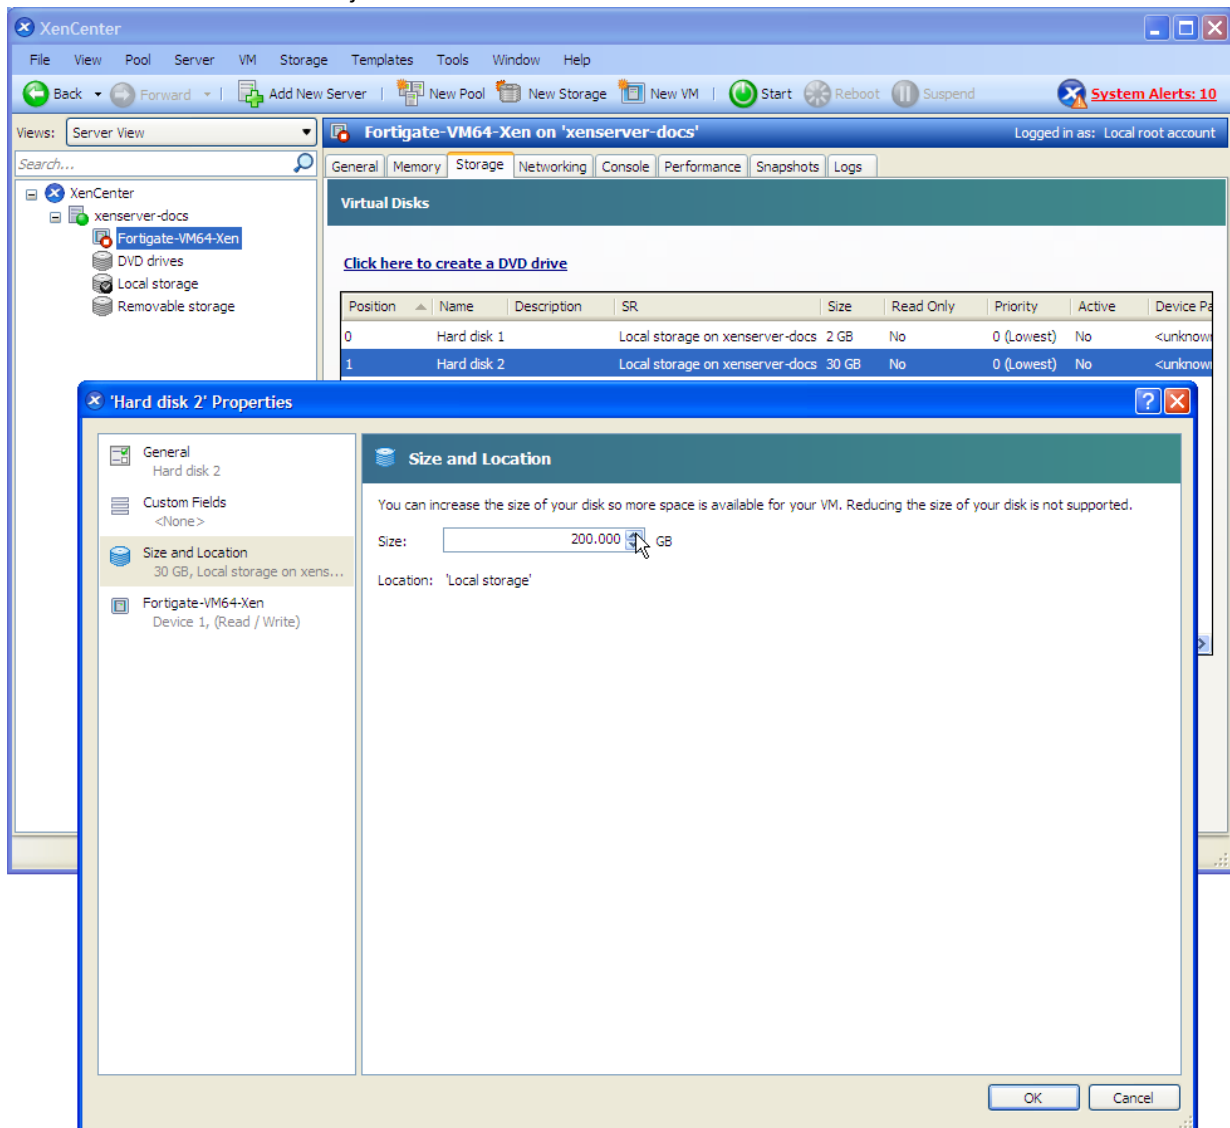 XenCenter
File View Pool Server VM Storage Templates Tools Window Help
Back Forward Add New Server New Pool New Storage New VM Start Reboot Suspend System Alerts: 10
Views: Server View
Fortigate-VM64-Xen on 'xenserver-docs' Logged in as: Local root account
Search...
General Memory Storage Networking Console Performance Snapshots Logs
XenCenter
xenserver-docs
Fortigate-VM64-Xen
DVD drives
Local storage
Removable storage
Virtual Disks
Click here to create a DVD drive
Position Name Description SR Size Read Only Priority Active Device Pa
0 Hard disk 1 Local storage on xenserver-docs 2 GB No 0 (Lowest) No <unknown
1 Hard disk 2 Local storage on xenserver-docs 30 GB No 0 (Lowest) No <unknown
'Hard disk 2' Properties
General
Hard disk 2
Custom Fields
<None>
Size and Location
30 GB, Local storage on xens...
Fortigate-VM64-Xen
Device 1, (Read / Write)
Size and Location
You can increase the size of your disk so more space is available for your VM. Reducing the size of your disk is not supported.
Size: 200.000 GB
Location: 'Local storage'
OK Cancel